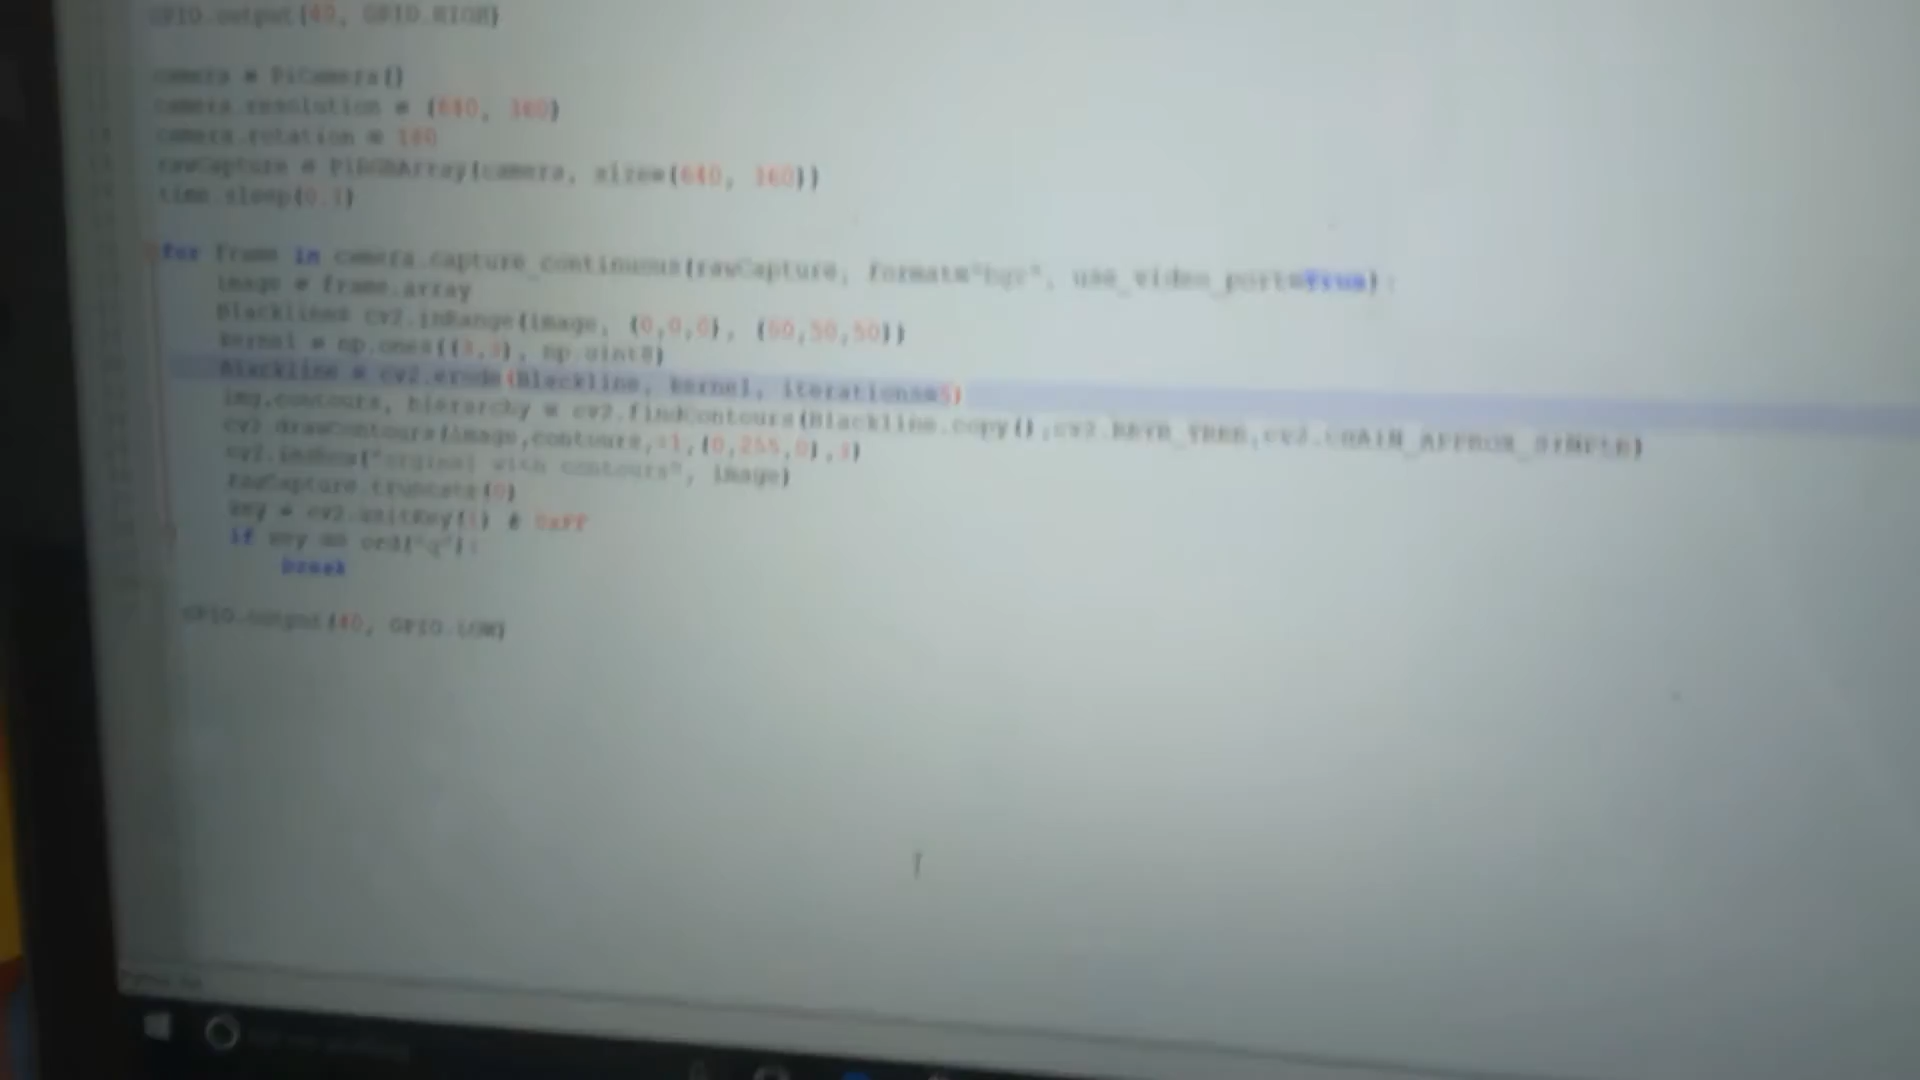 GPIO.output(40, GPIO.HIGH)
camera = PiCamera()
camera.resolution = (640, 360)
camera.rotation = 180
rawCapture = PiRGBArray(camera, size=(640, 360))
time.sleep(0.1)
for frame in camera.capture_continuous(rawCapture, format="bgr", use_video_port=True):
image = frame.array
Blackline= cv2.inRange(image, (0,0,0), (50,50,50))
kernel = np.ones((3,3), np.uint8)
Blackline = cv2.erode(Blackline, kernel, iterations=5)
img,contours, hierarchy = cv2.findContours(Blackline.copy(),cv2.RETR_TREE,cv2.CHAIN_APPROX_SIMPLE)
cv2.drawContours(image,contours,-1,(0,255,0),3)
cv2.imshow("orginal with contours", image)
rawCapture.truncate(0)
key = cv2.waitKey(1) & 0xFF
if key == ord("q"):
break
GPIO.output(40, GPIO.LOW)